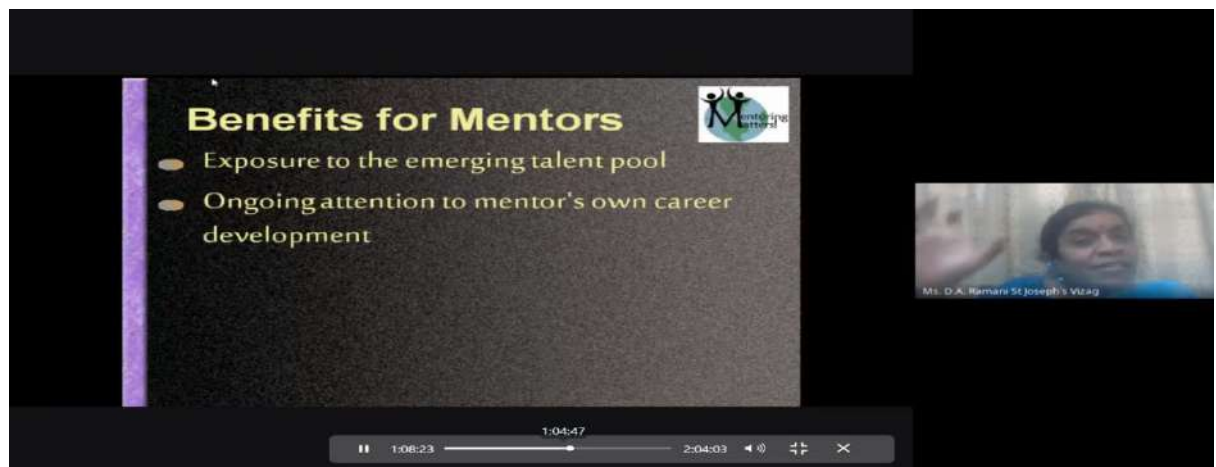 Benefits for Mentors
Mentoring
Matters!
Exposure to the emerging talent pool
Ongoing attention to mentor's own career
development
Ms. D.A. Ramani St Joseph's Vizag
1:04:47
1:08:23
2:04:03